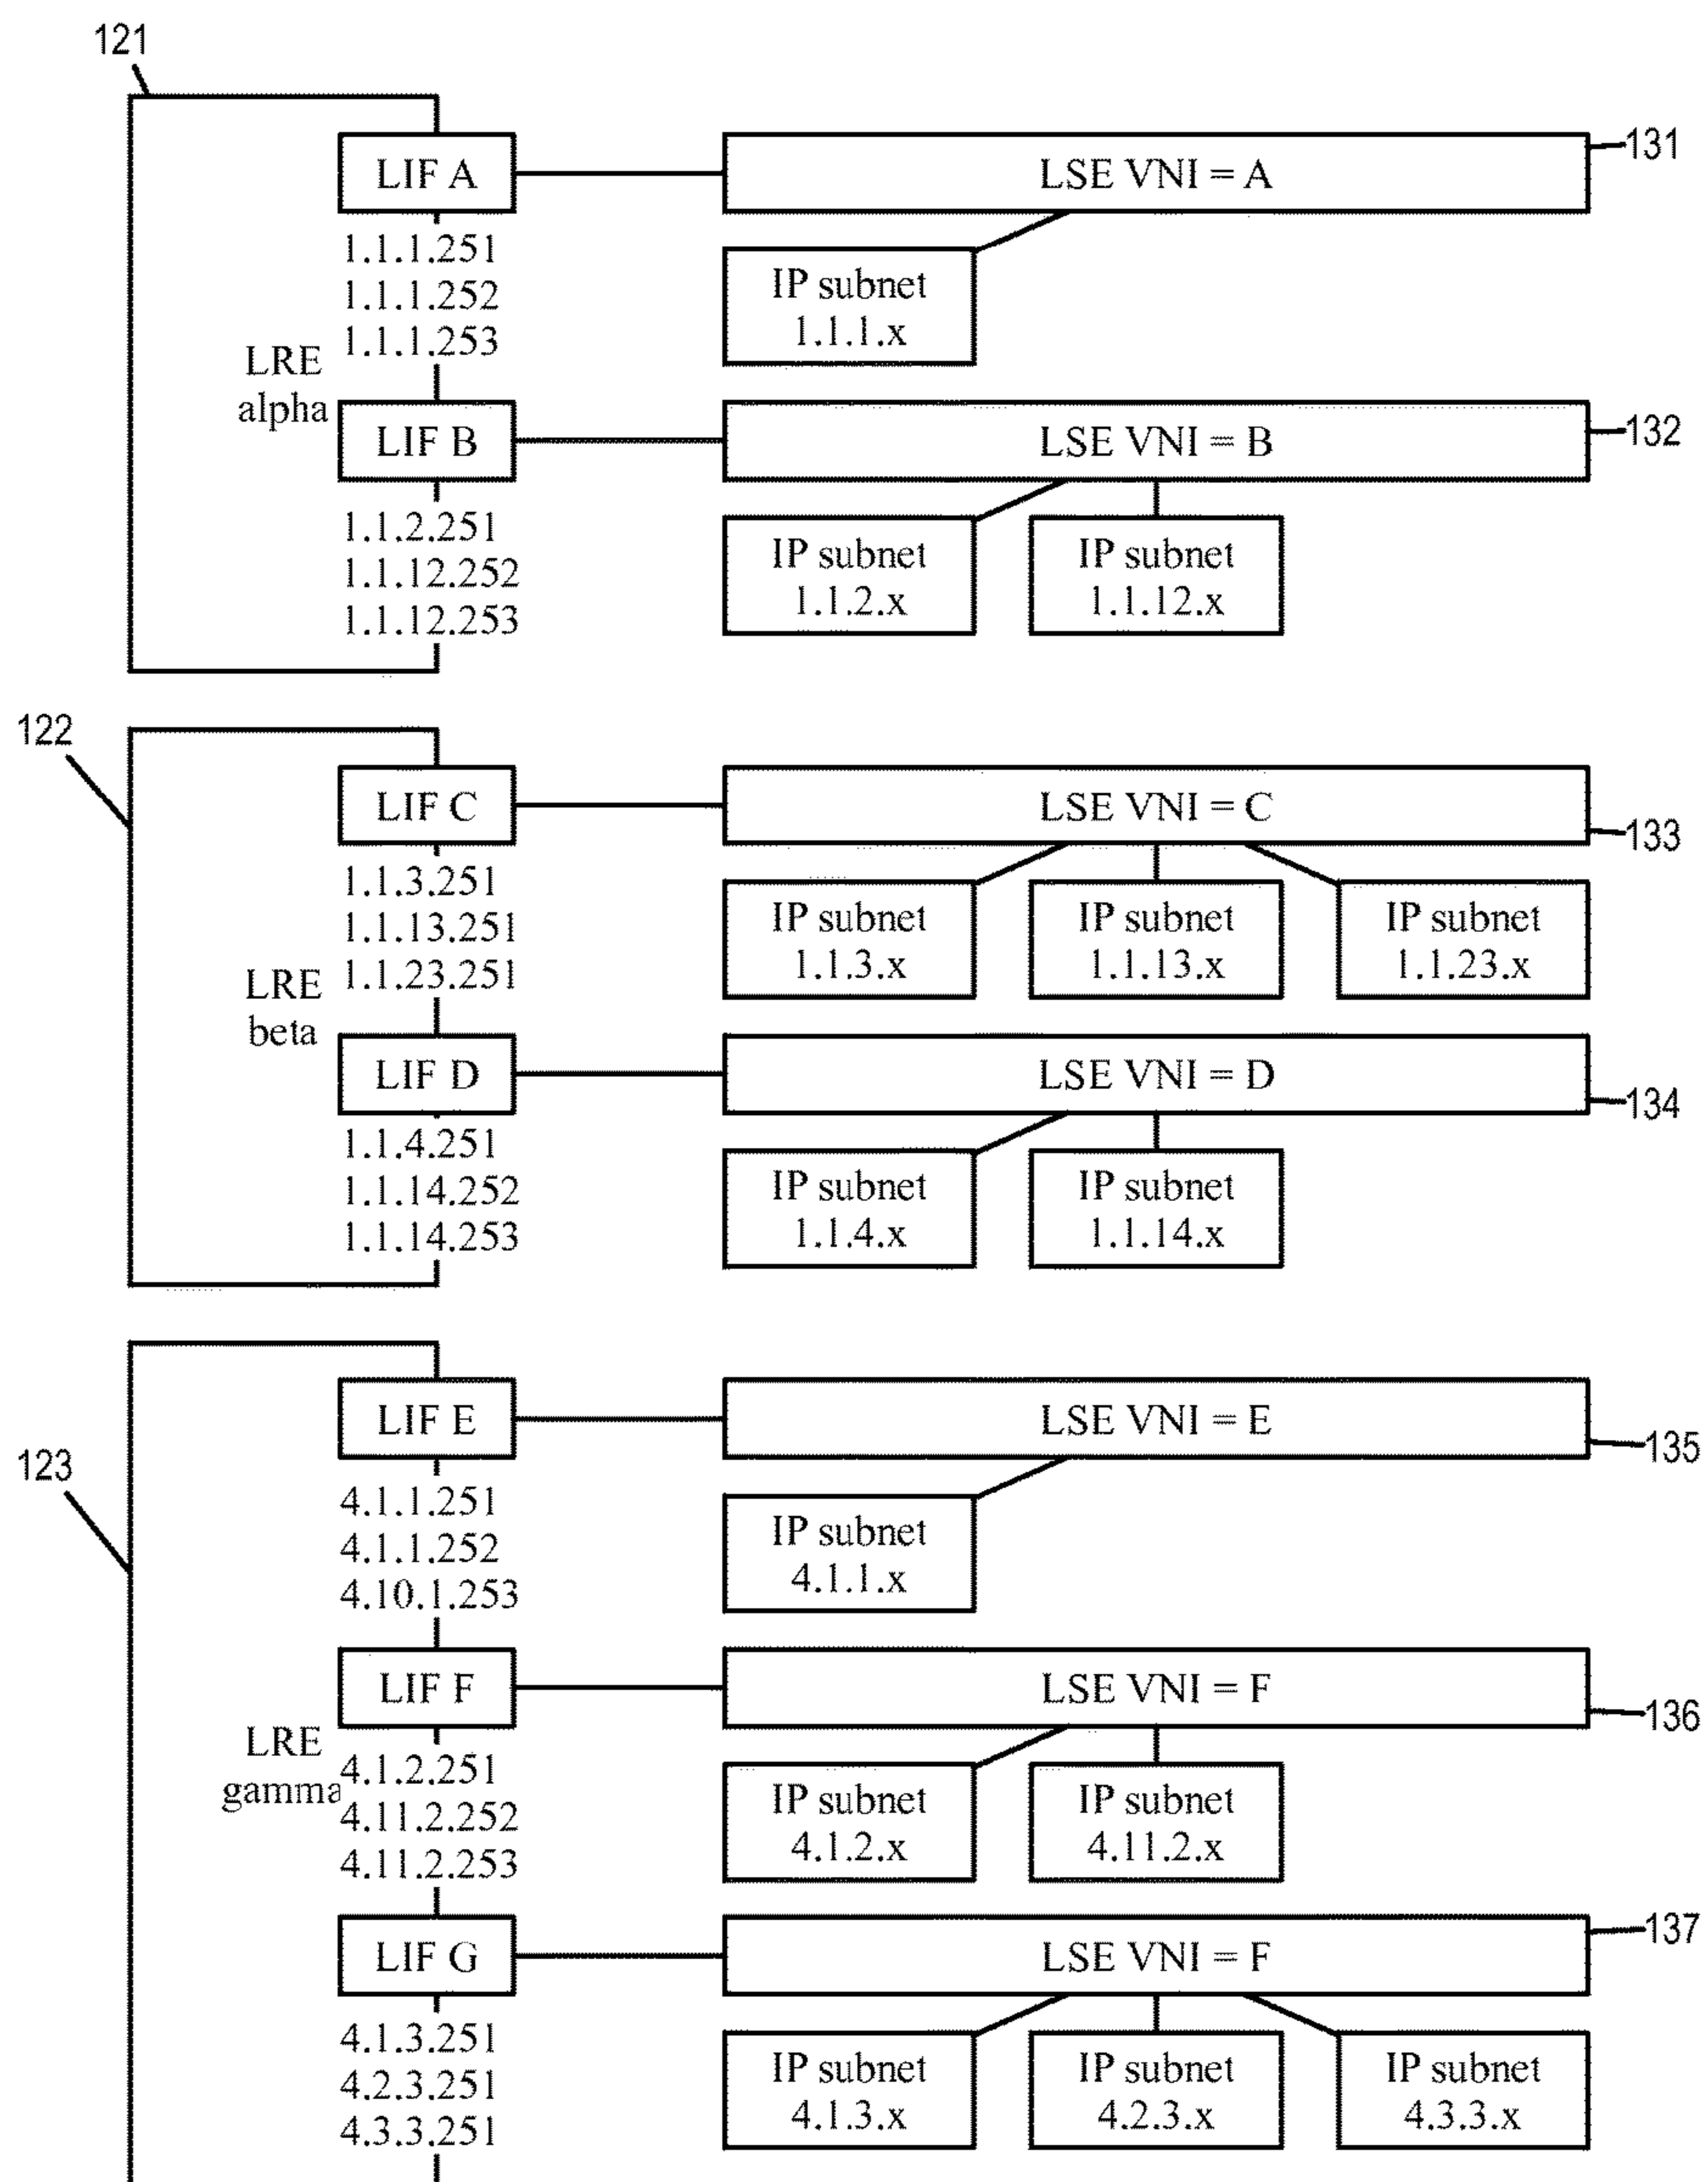 121
LIF A
LSE VNI = A
131
1.1.1.251
1.1.1.252
1.1.1.253
IP subnet
1.1.1.x
LRE
alpha
LIF B
LSE VNI = B
132
1.1.2.251
1.1.12.252
1.1.12.253
IP subnet
1.1.2.x
IP subnet
1.1.12.x
122
LIF C
LSE VNI = C
133
1.1.3.251
1.1.13.251
1.1.23.251
IP subnet
1.1.3.x
IP subnet
1.1.13.x
IP subnet
1.1.23.x
LRE
beta
LIF D
LSE VNI = D
134
1.1.4.251
1.1.14.252
1.1.14.253
IP subnet
1.1.4.x
IP subnet
1.1.14.x
123
LIF E
LSE VNI = E
135
4.1.1.251
4.1.1.252
4.10.1.253
IP subnet
4.1.1.x
LIF F
LSE VNI = F
136
LRE
gamma
4.1.2.251
4.11.2.252
4.11.2.253
IP subnet
4.1.2.x
IP subnet
4.11.2.x
LIF G
LSE VNI = F
137
4.1.3.251
4.2.3.251
4.3.3.251
IP subnet
4.1.3.x
IP subnet
4.2.3.x
IP subnet
4.3.3.x